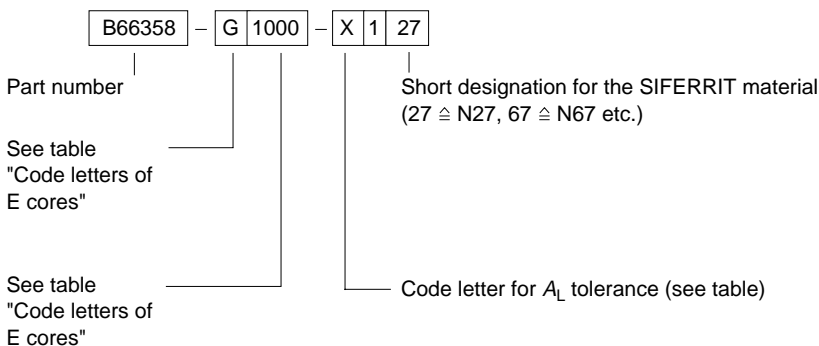 B66358 – G 1000 – X 1 27
Part number
Short designation for the SIFERRIT material
(27 ≙ N27, 67 ≙ N67 etc.)
See table
"Code letters of
E cores"
See table
"Code letters of
E cores"
Code letter for AL tolerance (see table)